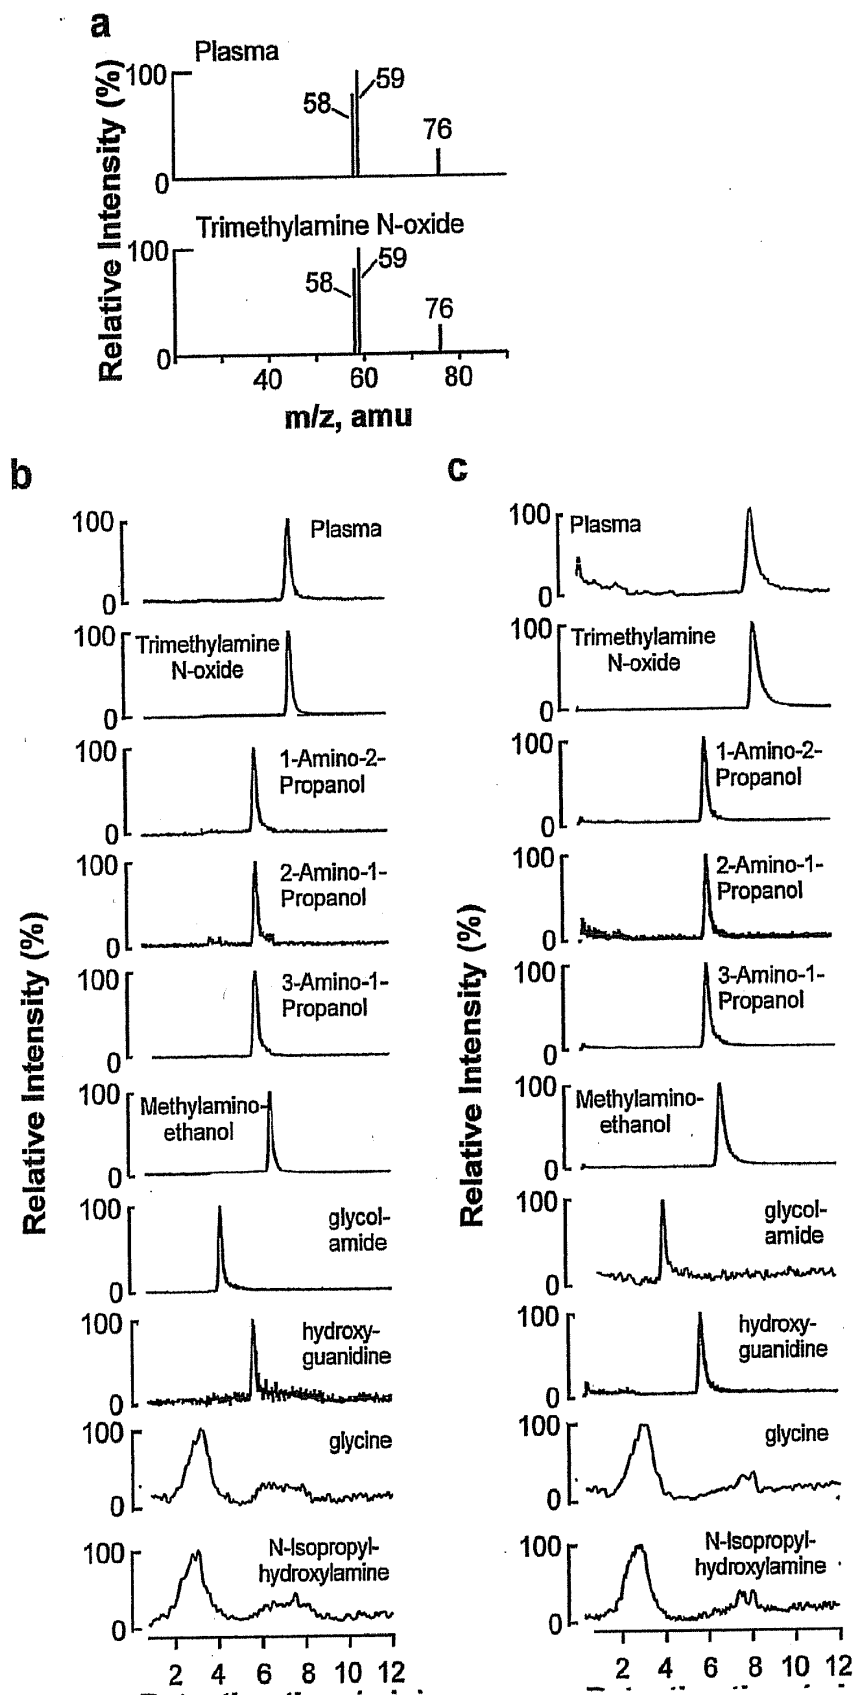 a
Plasma
Relative Intensity (%)
100
59
58
76
0
Trimethylamine N-oxide
100
59
58
76
0
40 60 80
m/z, amu
b
Relative Intensity (%)
100
Plasma
0
100
Trimethylamine
N-oxide
0
100
1-Amino-2-
Propanol
0
100
2-Amino-1-
Propanol
0
100
3-Amino-1-
Propanol
0
100
Methylamino-
ethanol
0
100
glycol-
amide
0
100
hydroxy-
guanidine
0
100
glycine
0
100
N-Isopropyl-
hydroxylamine
0
2 4 6 8 10 12
c
Relative Intensity (%)
100
Plasma
0
100
Trimethylamine
N-oxide
0
100
1-Amino-2-
Propanol
0
100
2-Amino-1-
Propanol
0
100
3-Amino-1-
Propanol
0
100
Methylamino-
ethanol
0
100
glycol-
amide
0
100
hydroxy-
guanidine
0
100
glycine
0
100
N-Isopropyl-
hydroxylamine
0
2 4 6 8 10 12